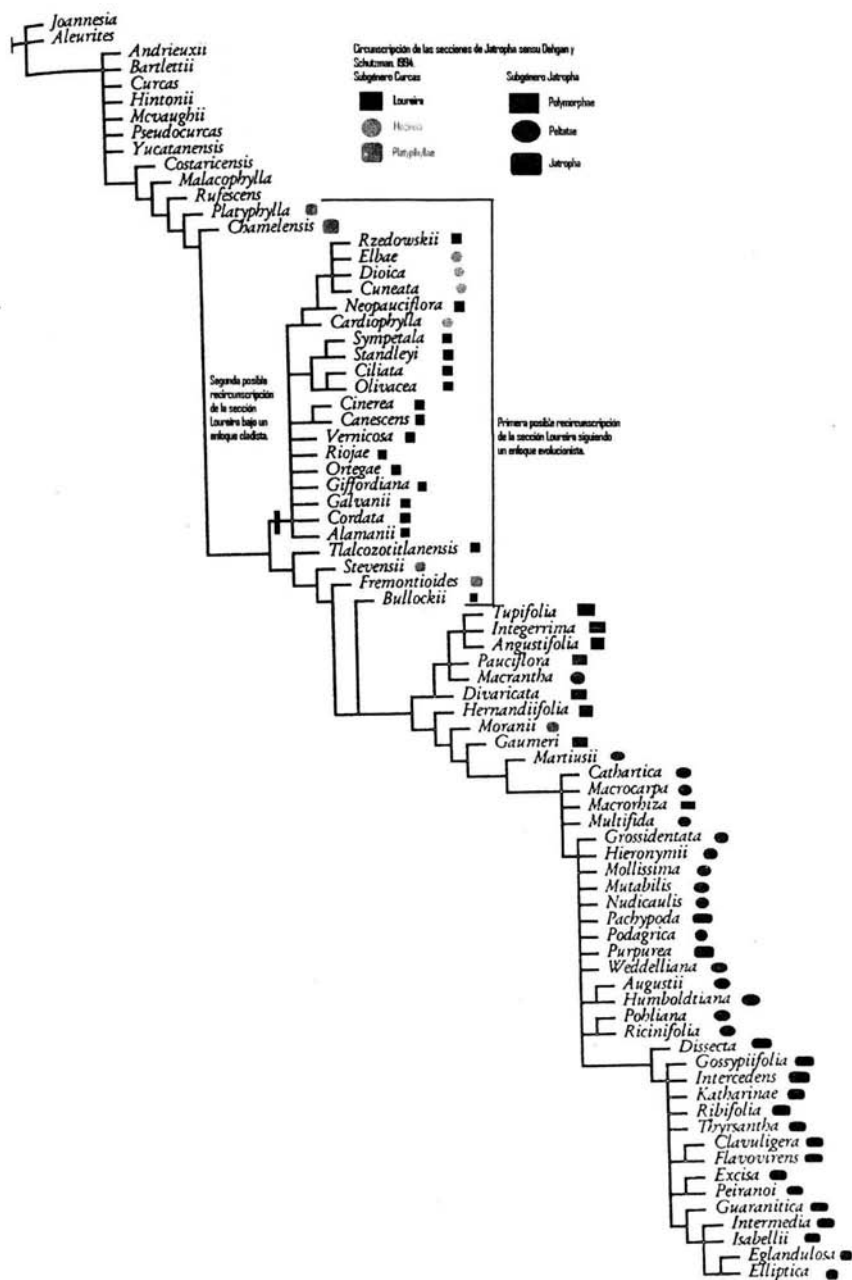 Joannesia
Aleurites
Andrieuxii
Bartlettii
Curcas
Hintonii
Mcvaughii
Pseudocurcas
Yucatanensis
Costaricensis
Malacophylla
Rufescens
Platyphylla
Chamelensis
Circunscripción de las secciones de Jatropha sensu Dehgan y
Schutzman, 1994.
Subgénero Curcas
Loureira
Platyphyllae
Subgénero Jatropha
Polymorphae
Peltatae
Jatropha
Rzedowskii
Elbae
Dioica
Cuneata
Neopauciflora
Cardiophylla
Sympetala
Standleyi
Ciliata
Olivacea
Cinerea
Canescens
Vernicosa
Riojae
Ortegae
Giffordiana
Galvanii
Cordata
Alamanii
Tlalcozotitlanensis
Stevensii
Fremontioides
Bullockii
Segunda posible
recircunscripción
de la sección
Loureira bajo un
enfoque cladista.
Primera posible recircunscripción
de la sección Loureira siguiendo
un enfoque evolucionista.
Tupifolia
Integerrima
Angustifolia
Pauciflora
Macrantha
Divaricata
Hernandiifolia
Moranii
Gaumeri
Martiusii
Cathartica
Macrocarpa
Macrorhiza
Multifida
Grossidentata
Hieronymii
Mollissima
Mutabilis
Nudicaulis
Pachypoda
Podagrica
Purpurea
Weddelliana
Augustii
Humboldtiana
Pohliana
Ricinifolia
Dissecta
Gossypiifolia
Intercedens
Katharinae
Ribifolia
Thyrsantha
Clavuligera
Flavovirens
Excisa
Peiranoi
Guaranitica
Intermedia
Isabellii
Eglandulosa
Elliptica